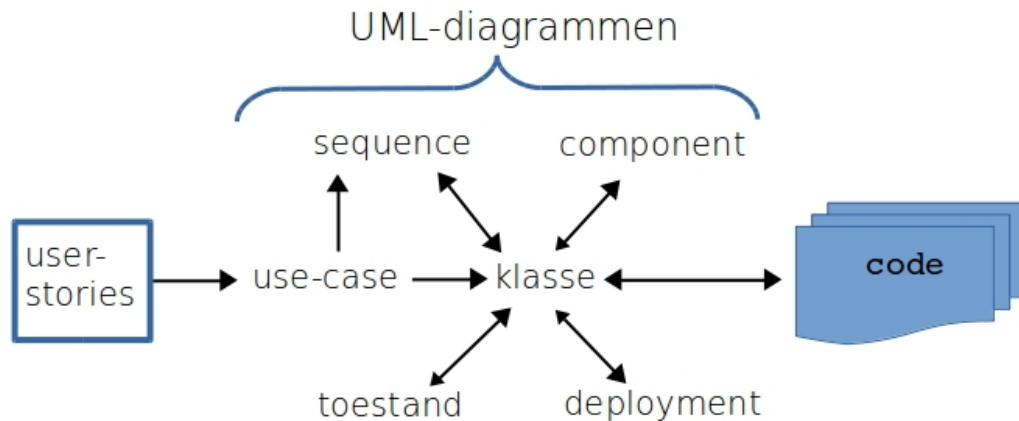 UML-diagrammen
sequence
component
user-
stories
use-case
klasse
code
toestand
deployment